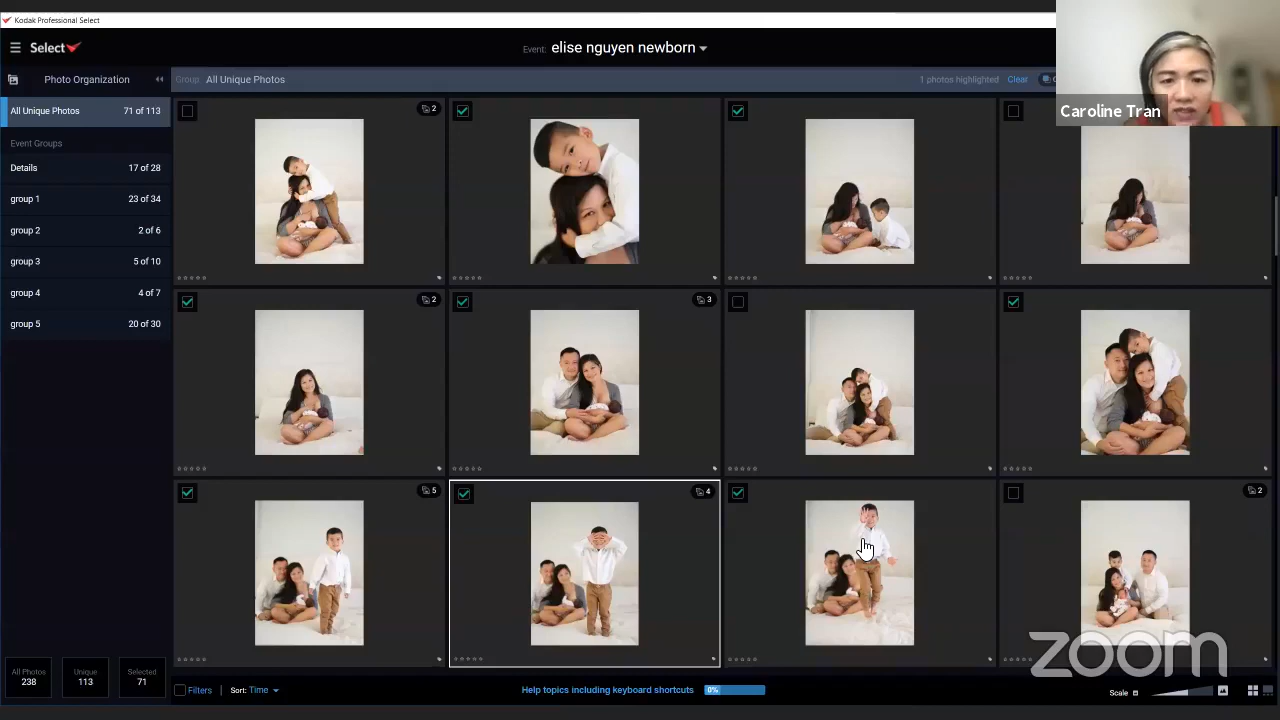 Kodak Professional Select
Select
Event: elise nguyen newborn
Caroline Tran
Photo Organization
Group: All Unique Photos
1 photos highlighted
Clear
All Unique Photos 71 of 113
Event Groups
Details 17 of 28
group 1 23 of 34
group 2 2 of 6
group 3 5 of 10
group 4 4 of 7
group 5 20 of 30
2
2
3
5
4
2
zoom
All Photos 238
Unique 113
Selected 71
Filters
Sort: Time
Help topics including keyboard shortcuts
0%
Scale